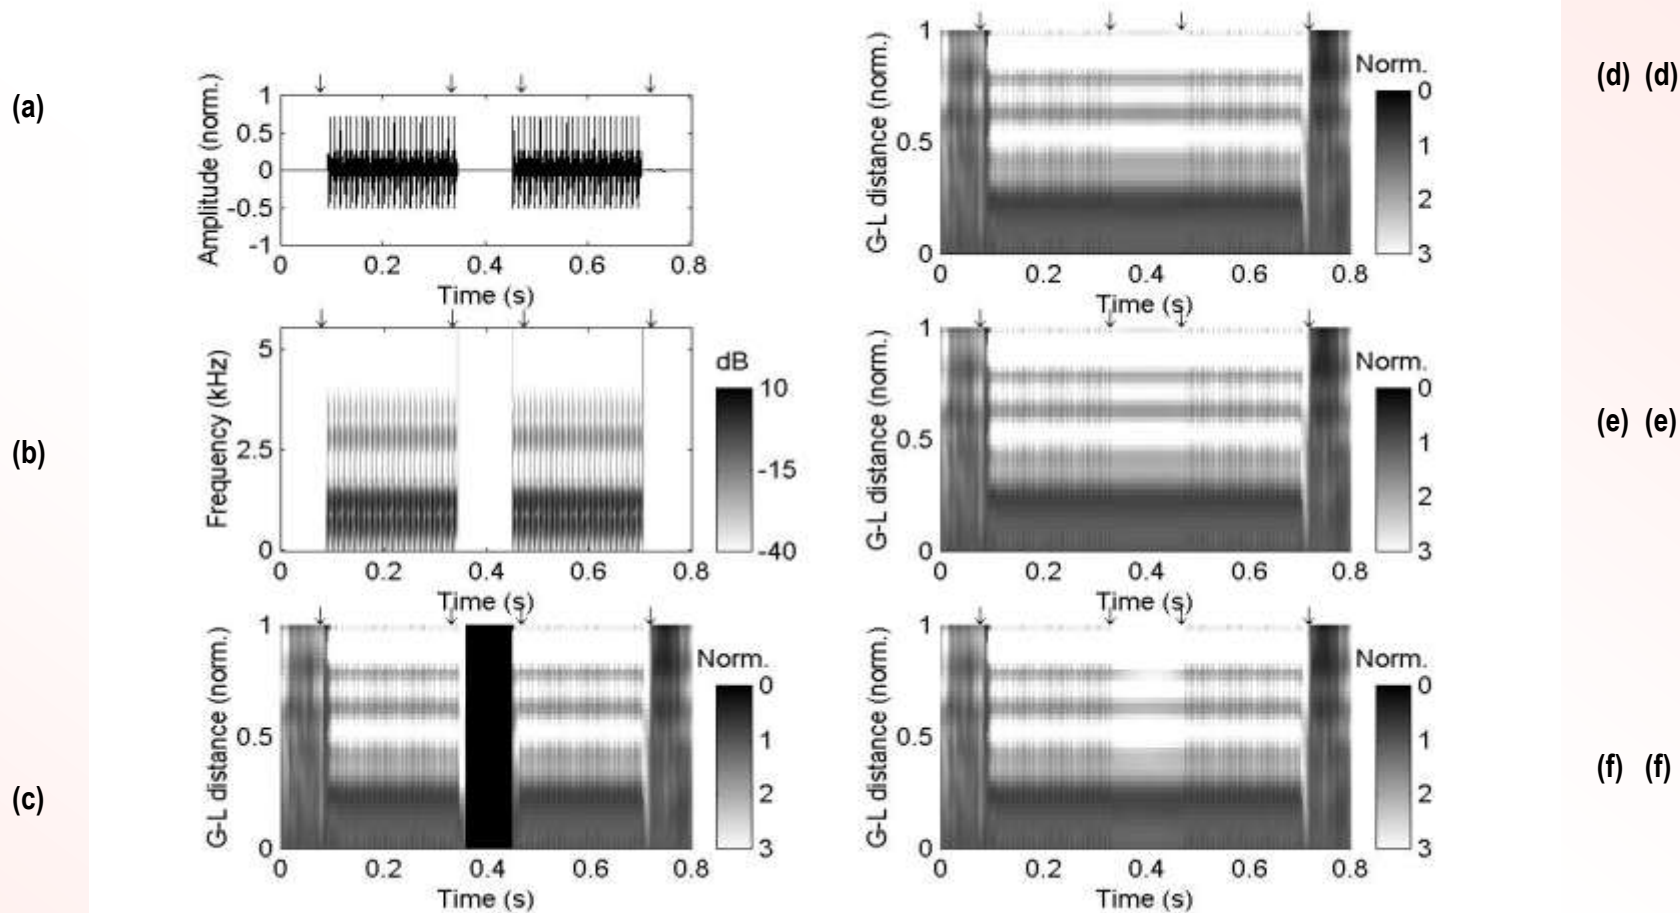 (a)
Amplitude (norm.)
1
0.5
0
-0.5
-1
0 0.2 0.4 0.6 0.8
Time (s)
(b)
Frequency (kHz)
5
2.5
0
0 0.2 0.4 0.6 0.8
Time (s)
dB
10
-15
-40
(c)
G-L distance (norm.)
1
0.5
0
0 0.2 0.4 0.6 0.8
Time (s)
Norm.
0
1
2
3
(d) (d)
G-L distance (norm.)
1
0.5
0
0 0.2 0.4 0.6 0.8
Time (s)
Norm.
0
1
2
3
(e) (e)
G-L distance (norm.)
1
0.5
0
0 0.2 0.4 0.6 0.8
Time (s)
Norm.
0
1
2
3
(f) (f)
G-L distance (norm.)
1
0.5
0
0 0.2 0.4 0.6 0.8
Time (s)
Norm.
0
1
2
3